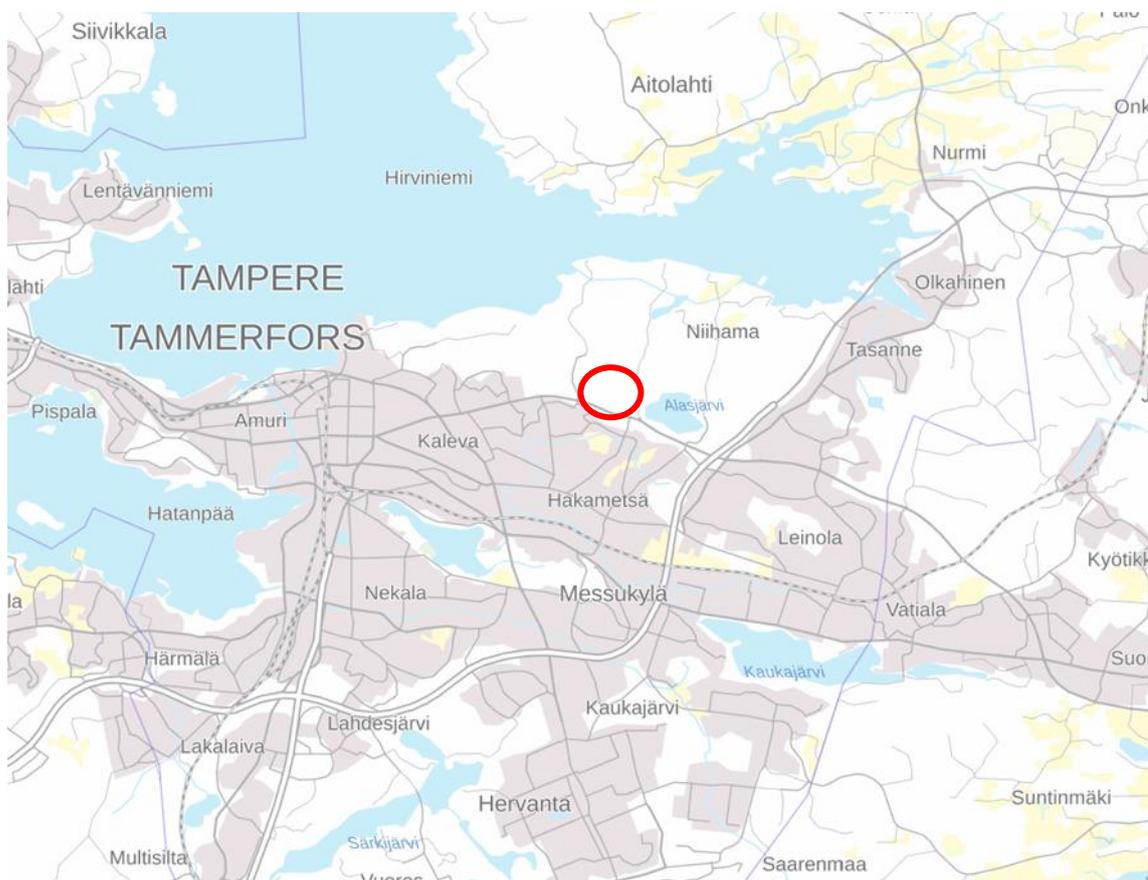 Siivikkala
Aitolahti
Nurmi
Lentävänniemi
Hirviniemi
TAMPERE
TAMMERFORS
Olkahinen
Niihama
Tasanne
Pispala
Amuri
Alasjärvi
Kaleva
Hatanpää
Hakametsä
Leinola
Nekala
Messukylä
Vatiala
Härmälä
Kaukajärvi
Kaukajärvi
Lahdesjärvi
Lakalaiva
Hervanta
Suntinmäki
Särkijärvi
Multisilta
Saarenmaa